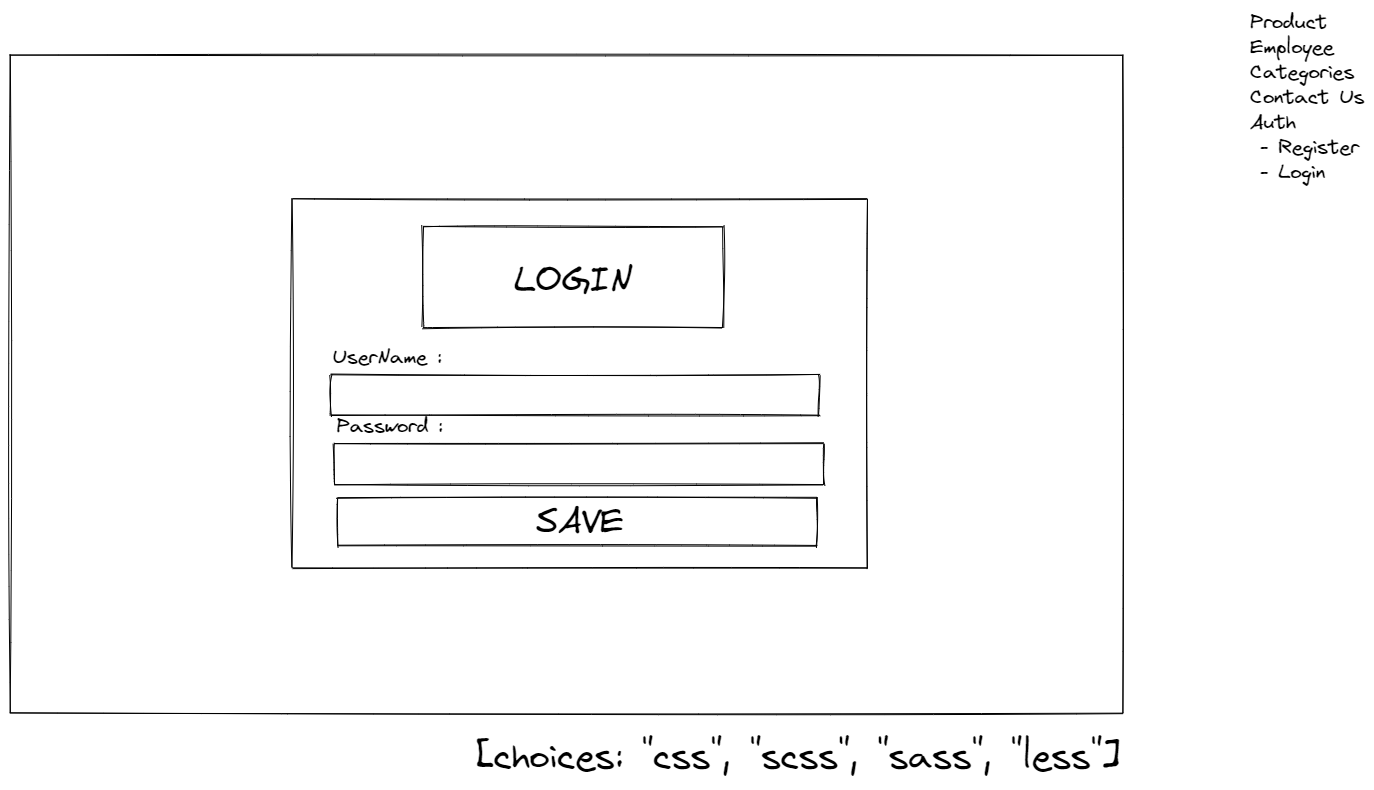 Product
Employee
Categories
Contact Us
Auth
- Register
- Login
LOGIN
UserName :
Password :
SAVE
[choices: "css", "scss", "sass", "less"]